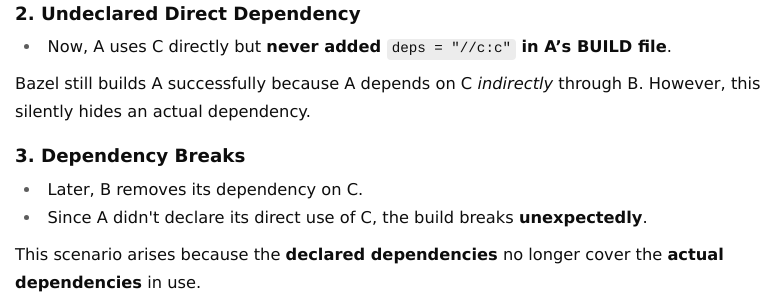 2. Undeclared Direct Dependency
• Now, A uses C directly but never added deps = "//c:c" in A’s BUILD file.
Bazel still builds A successfully because A depends on C indirectly through B. However, this
silently hides an actual dependency.
3. Dependency Breaks
• Later, B removes its dependency on C.
• Since A didn't declare its direct use of C, the build breaks unexpectedly.
This scenario arises because the declared dependencies no longer cover the actual
dependencies in use.